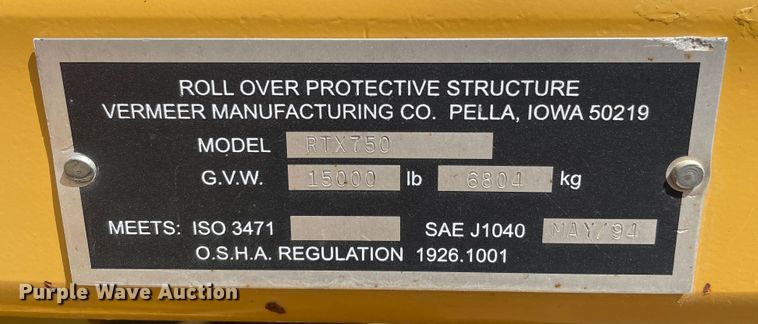 ROLL OVER PROTECTIVE STRUCTURE
VERMEER MANUFACTURING CO. PELLA, IOWA 50219
MODEL RTX750
G.V.W. 15000 lb 6804 kg
MEETS: ISO 3471 SAE J1040 MAY/94
O.S.H.A. REGULATION 1926.1001
Purple Wave Auction